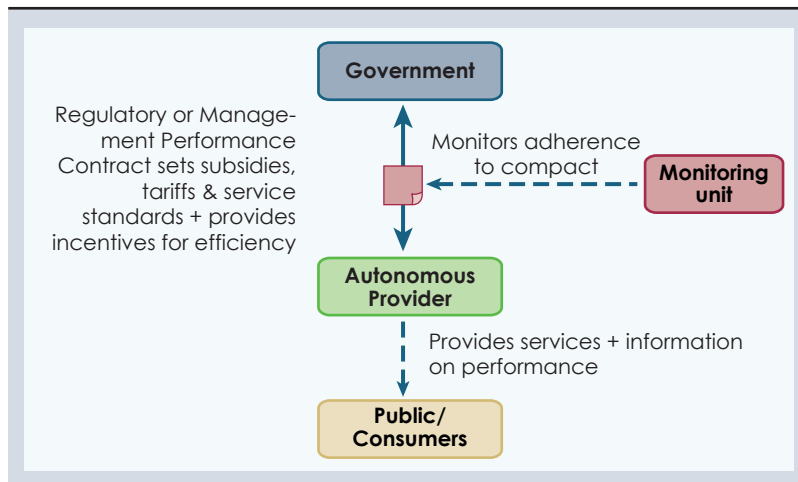 Government
Regulatory or Manage-
ment Performance
Contract sets subsidies,
tariffs & service
standards + provides
incentives for efficiency
Monitors adherence
to compact
Monitoring
unit
Autonomous
Provider
Provides services + information
on performance
Public/
Consumers